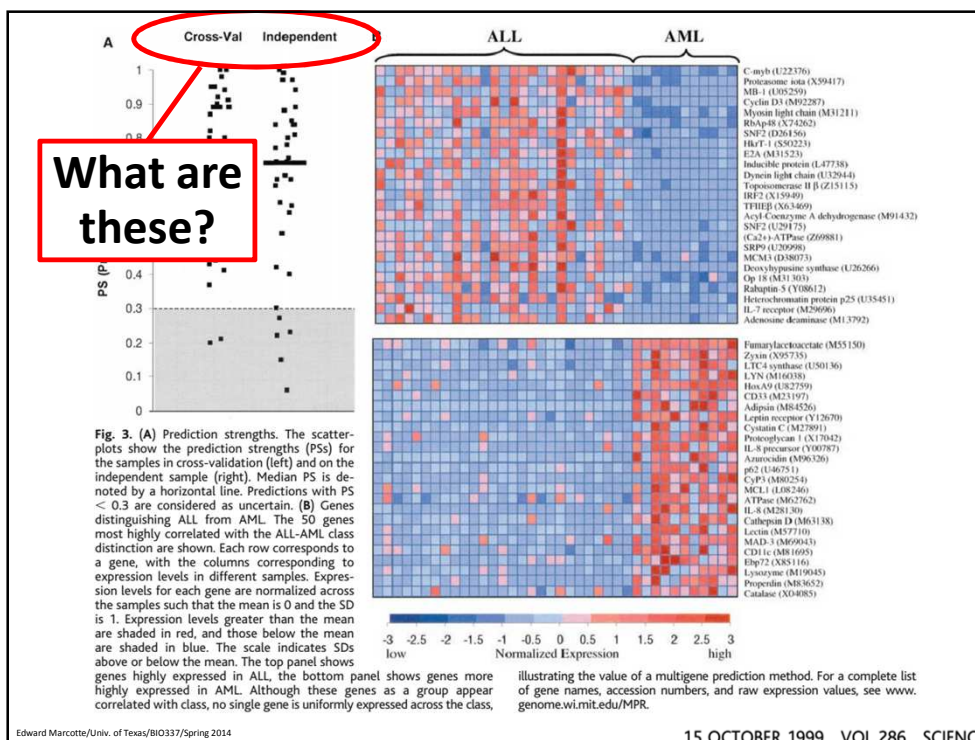 A
Cross-Val Independent
B
ALL
AML
What are
these?
1
0.9
0.8
0.4
0.3
0.2
0.1
0
C-myb (U22376)
Proteasome iota (X59417)
MB-1 (U05259)
Cyclin D3 (M92287)
Myosin light chain (M31211)
RbAp48 (X74262)
SNF2 (D26156)
HkrT-1 (S50223)
E2A (M31523)
Inducible protein (L47738)
Dynein light chain (U32944)
Topoisomerase II β (Z15115)
IRF2 (X15949)
TFIIEβ (X63469)
Acyl-Coenzyme A dehydrogenase (M91432)
SNF2 (U29175)
(Ca2+)-ATPase (Z69881)
SRP9 (U20998)
MCM3 (D38073)
Deoxyhypusine synthase (U26266)
Op 18 (M31303)
Rabaptin-5 (Y08612)
Heterochromatin protein p25 (U35451)
IL-7 receptor (M29696)
Adenosine deaminase (M13792)
Fumarylacetoacetate (M55150)
Zyxin (X95735)
LTC4 synthase (U50136)
LYN (M16038)
HoxA9 (U82759)
CD33 (M23197)
Adipsin (M84526)
Leptin receptor (Y12670)
Cystatin C (M27891)
Proteoglycan 1 (X17042)
IL-8 precursor (Y00787)
Azurocidin (M96326)
p62 (U46751)
CyP3 (M80254)
MCL1 (L08246)
ATPase (M62762)
IL-8 (M28130)
Cathepsin D (M63138)
Lectin (M57710)
MAD-3 (M69043)
CD11c (M81695)
Ebp72 (X85116)
Lysozyme (M19045)
Properdin (M83652)
Catalase (X04085)
-3 -2.5 -2 -1.5 -1 -0.5 0 0.5 1 1.5 2 2.5 3
low Normalized Expression high
Fig. 3. (A) Prediction strengths. The scatter-
plots show the prediction strengths (PSs) for
the samples in cross-validation (left) and on the
independent sample (right). Median PS is de-
noted by a horizontal line. Predictions with PS
< 0.3 are considered as uncertain. (B) Genes
distinguishing ALL from AML. The 50 genes
most highly correlated with the ALL-AML class
distinction are shown. Each row corresponds to
a gene, with the columns corresponding to
expression levels in different samples. Expres-
sion levels for each gene are normalized across
the samples such that the mean is 0 and the SD
is 1. Expression levels greater than the mean
are shaded in red, and those below the mean
are shaded in blue. The scale indicates SDs
above or below the mean. The top panel shows
genes highly expressed in ALL, the bottom panel shows genes more
highly expressed in AML. Although these genes as a group appear
correlated with class, no single gene is uniformly expressed across the class,
illustrating the value of a multigene prediction method. For a complete list
of gene names, accession numbers, and raw expression values, see www.
genome.wi.mit.edu/MPR.
Edward Marcotte/Univ. of Texas/BIO337/Spring 2014
15 OCTOBER 1999 VOL 286 SCIENC